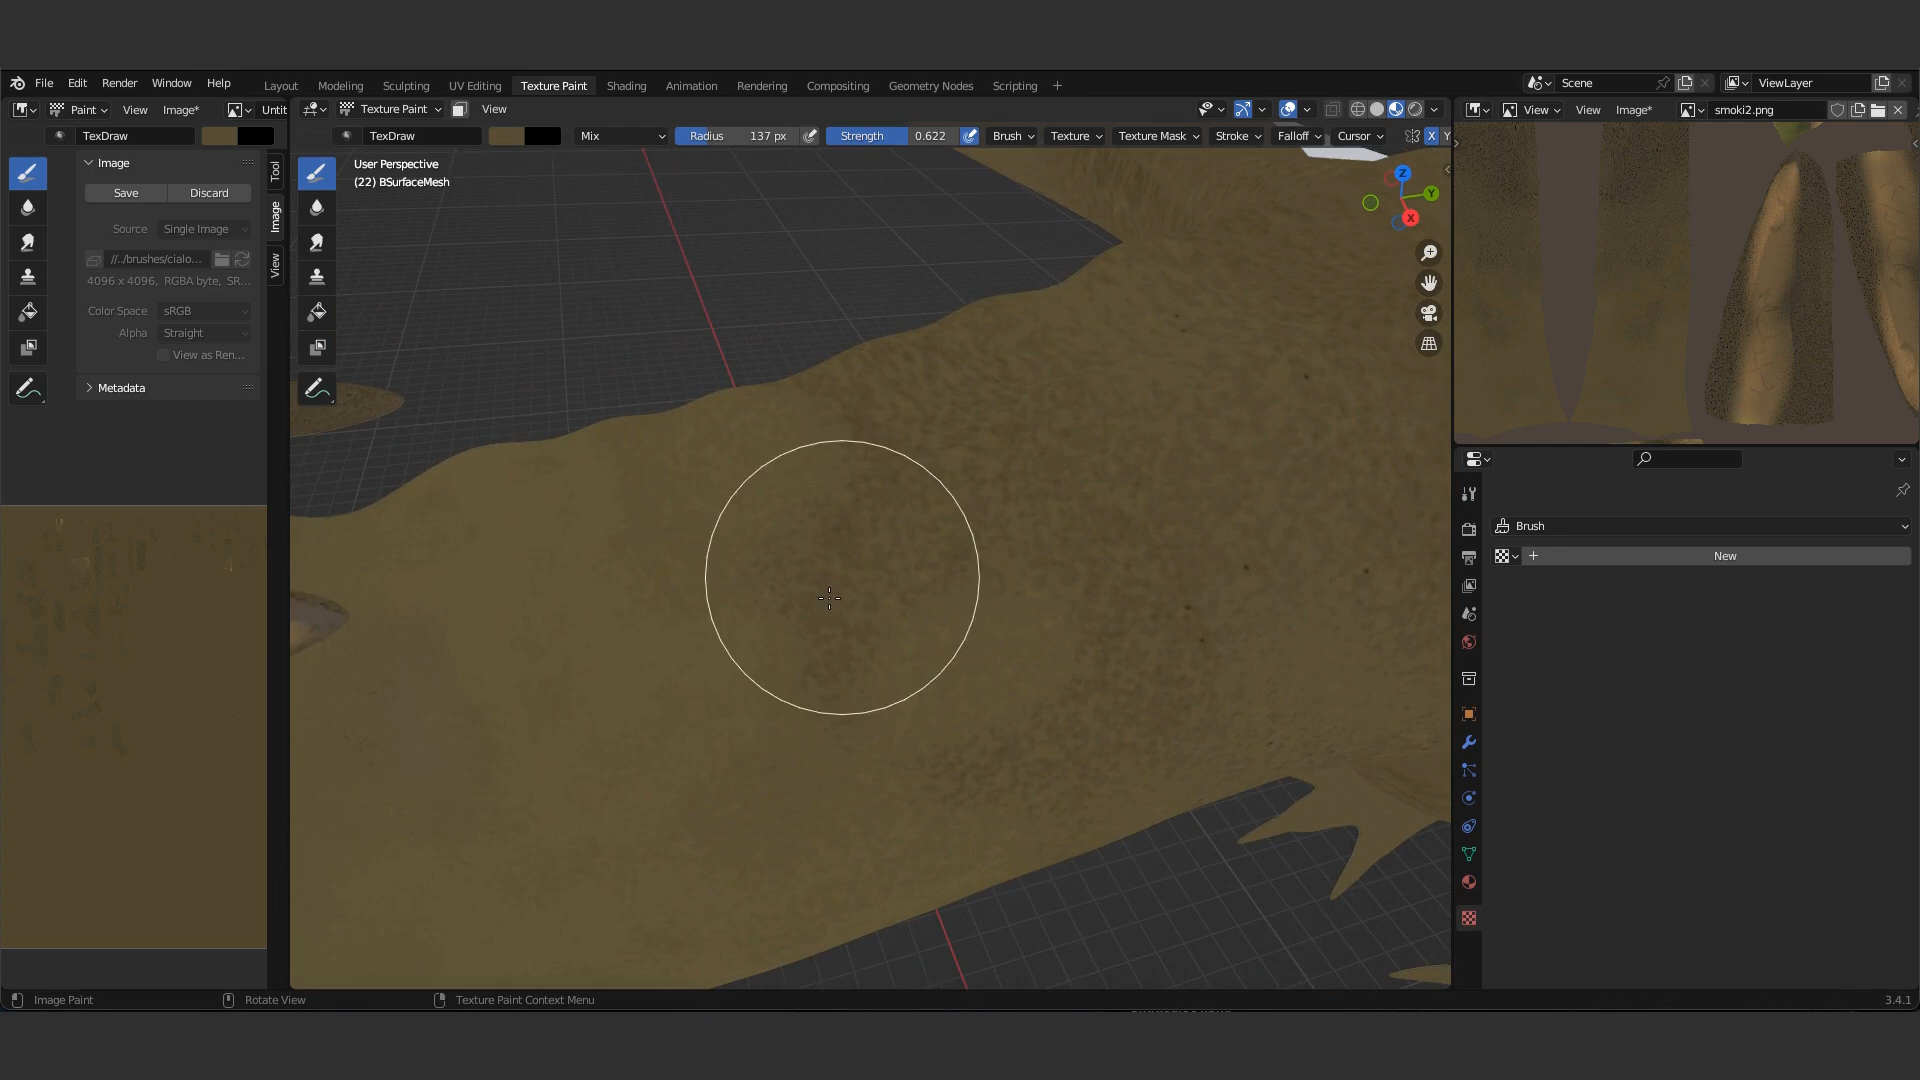 File Edit Render Window Help Layout Modeling Sculpting UV Editing Texture Paint Shading Animation Rendering Compositing Geometry Nodes Scripting + Scene ViewLayer
Paint View Image* Untit Texture Paint View View View Image* smoki2.png
TexDraw TexDraw Mix Radius 137 px Strength 0.622 Brush Texture Texture Mask Stroke Falloff Cursor X Y
Image
Save Discard
Source Single Image
//../brushes/cialo...
4096 x 4096, RGBA byte, SR...
Color Space sRGB
Alpha Straight
View as Ren...
Metadata
Tool
Image
View
User Perspective
(22) BSurfaceMesh
Z
Y
X
Brush
New
Image Paint Rotate View Texture Paint Context Menu 3.4.1